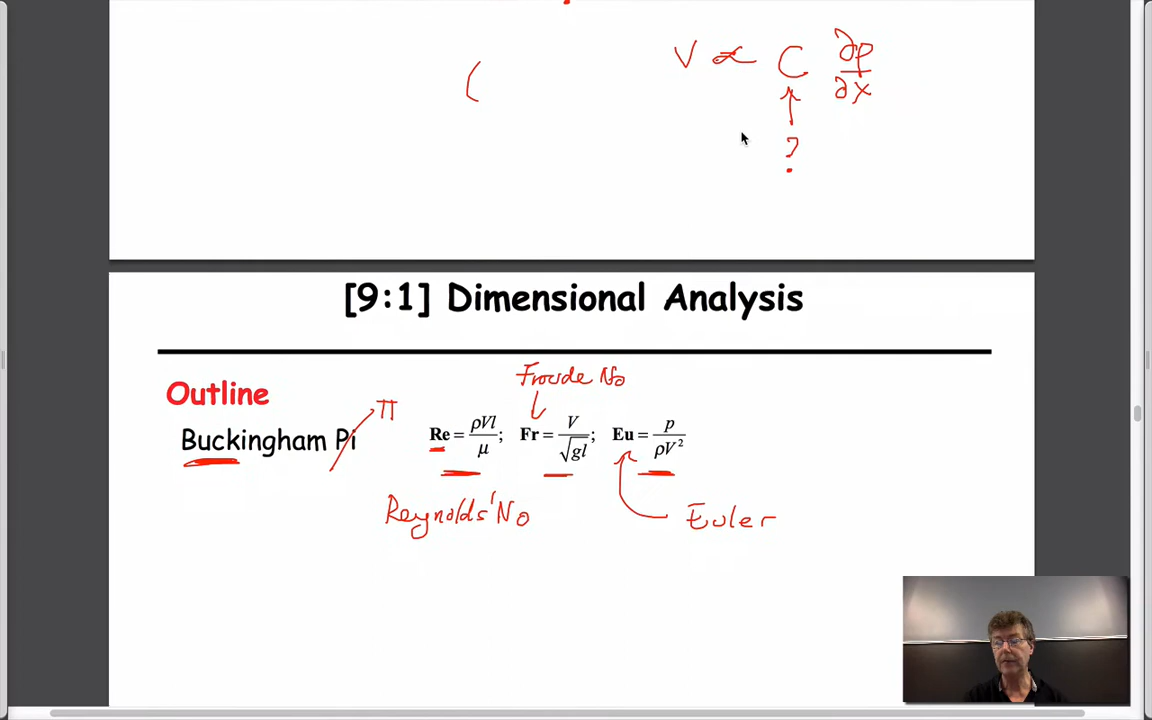 (
V ∝ C ∂p/∂x
?
[9:1] Dimensional Analysis
Outline
Froude No
Buckingham Pi π
Re = ρVl/μ; Fr = V/√gl; Eu = p/ρV²
Reynolds' No
Euler